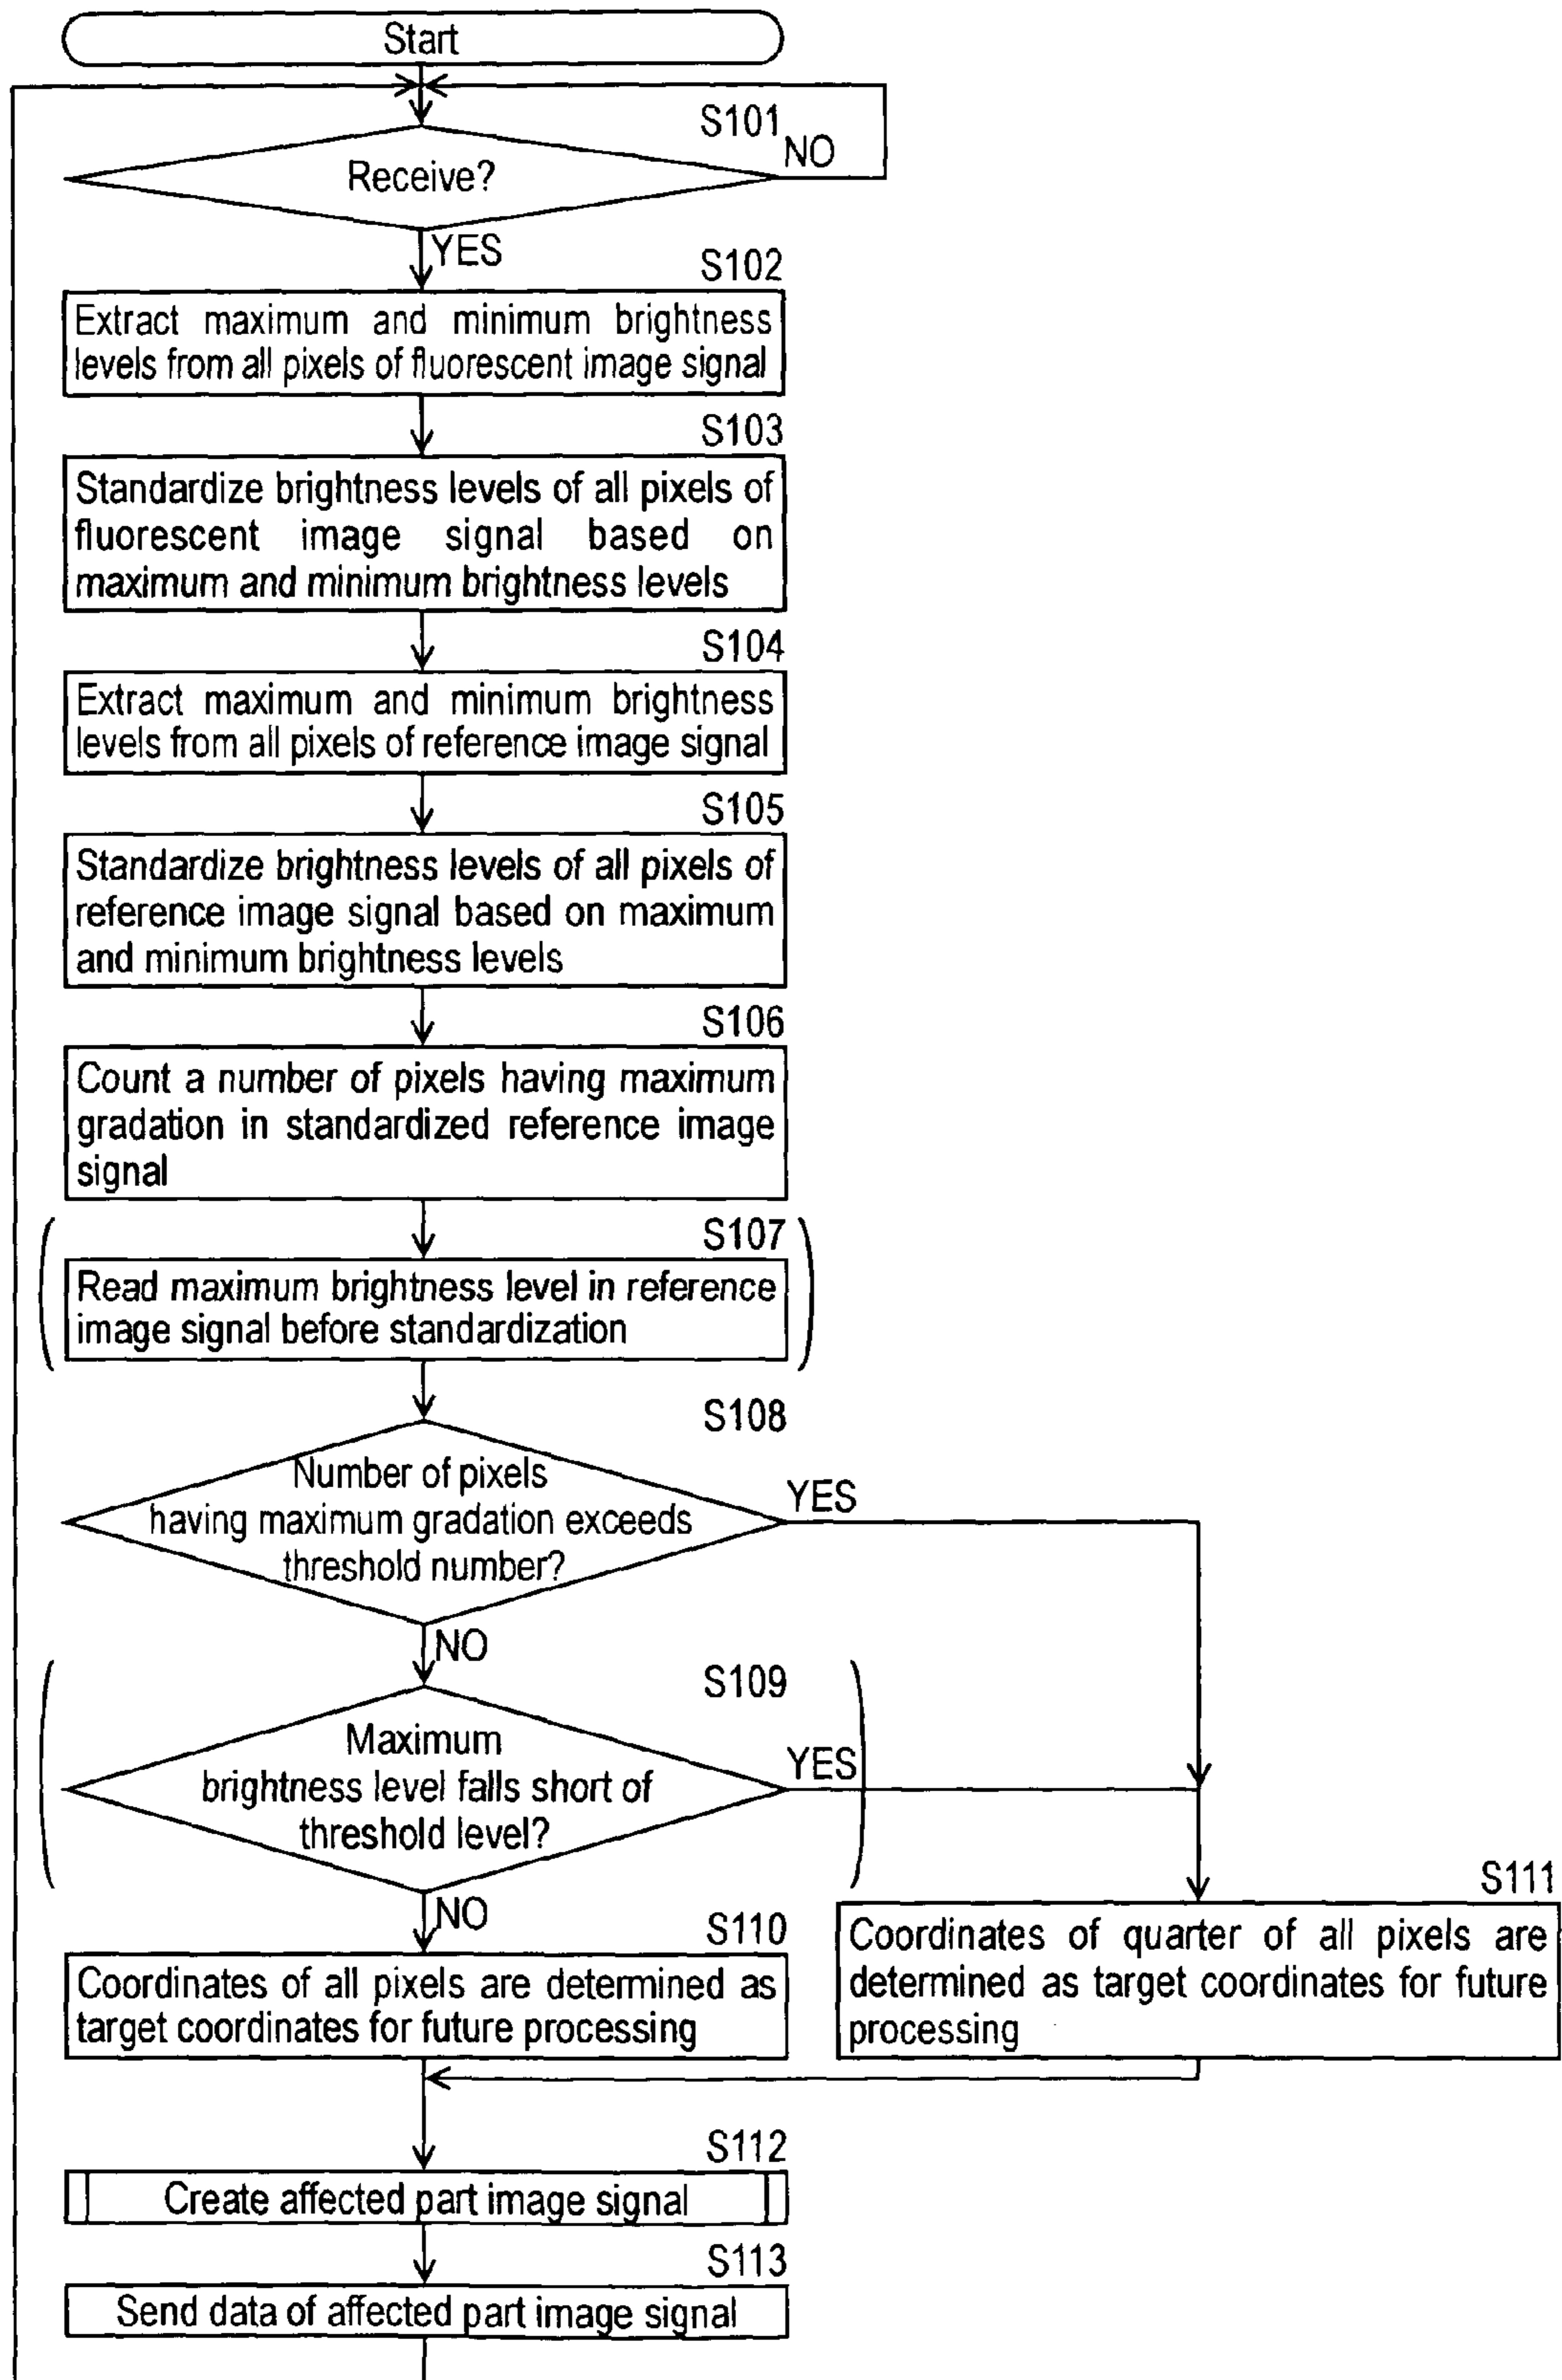 Start
S101
NO
Receive?
YES
S102
Extract maximum and minimum brightness
levels from all pixels of fluorescent image signal
S103
Standardize brightness levels of all pixels of
fluorescent image signal based on
maximum and minimum brightness levels
S104
Extract maximum and minimum brightness
levels from all pixels of reference image signal
S105
Standardize brightness levels of all pixels of
reference image signal based on maximum
and minimum brightness levels
S106
Count a number of pixels having maximum
gradation in standardized reference image
signal
S107
Read maximum brightness level in reference
image signal before standardization
S108
Number of pixels
having maximum gradation exceeds
threshold number?
YES
NO
S109
Maximum
brightness level falls short of
threshold level?
YES
NO
S110
Coordinates of all pixels are determined as
target coordinates for future processing
S111
Coordinates of quarter of all pixels are
determined as target coordinates for future
processing
S112
Create affected part image signal
S113
Send data of affected part image signal